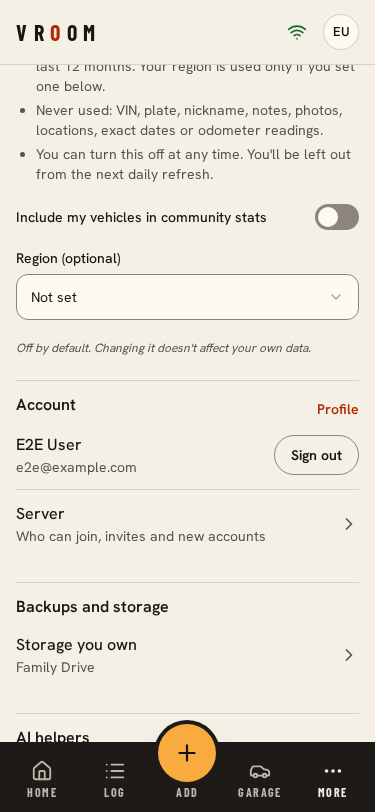 VROOM
EU
last 12 months. Your region is used only if you set
one below.
Never used: VIN, plate, nickname, notes, photos,
locations, exact dates or odometer readings.
You can turn this off at any time. You'll be left out
from the next daily refresh.
Include my vehicles in community stats
Region (optional)
Not set
Off by default. Changing it doesn't affect your own data.
Account
Profile
E2E User
e2e@example.com
Sign out
Server
Who can join, invites and new accounts
Backups and storage
Storage you own
Family Drive
AI helpers
HOME
LOG
ADD
GARAGE
MORE